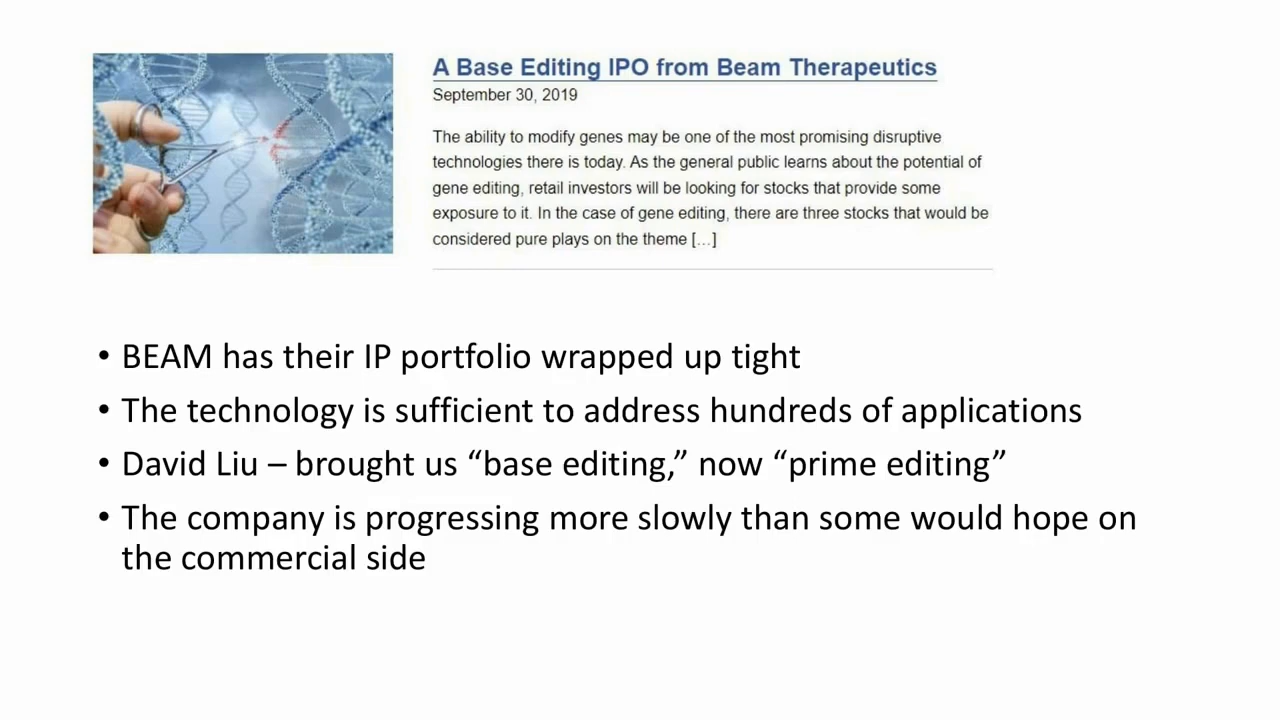 A Base Editing IPO from Beam Therapeutics
September 30, 2019
The ability to modify genes may be one of the most promising disruptive
technologies there is today. As the general public learns about the potential of
gene editing, retail investors will be looking for stocks that provide some
exposure to it. In the case of gene editing, there are three stocks that would be
considered pure plays on the theme […]
• BEAM has their IP portfolio wrapped up tight
• The technology is sufficient to address hundreds of applications
• David Liu – brought us “base editing,” now “prime editing”
• The company is progressing more slowly than some would hope on
the commercial side